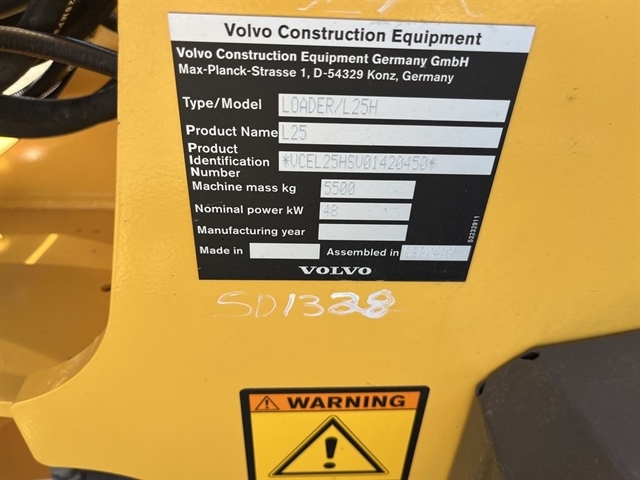 Volvo Construction Equipment
Volvo Construction Equipment Germany GmbH
Max-Planck-Strasse 1, D-54329 Konz, Germany
Type/Model LOADER/L25H
Product Name L25
Product
Identification *VCEL25HSV01420450*
Number
Machine mass kg 5500
Nominal power kW 48
Manufacturing year
Made in Assembled in
VOLVO
53232911
SD1328
WARNING